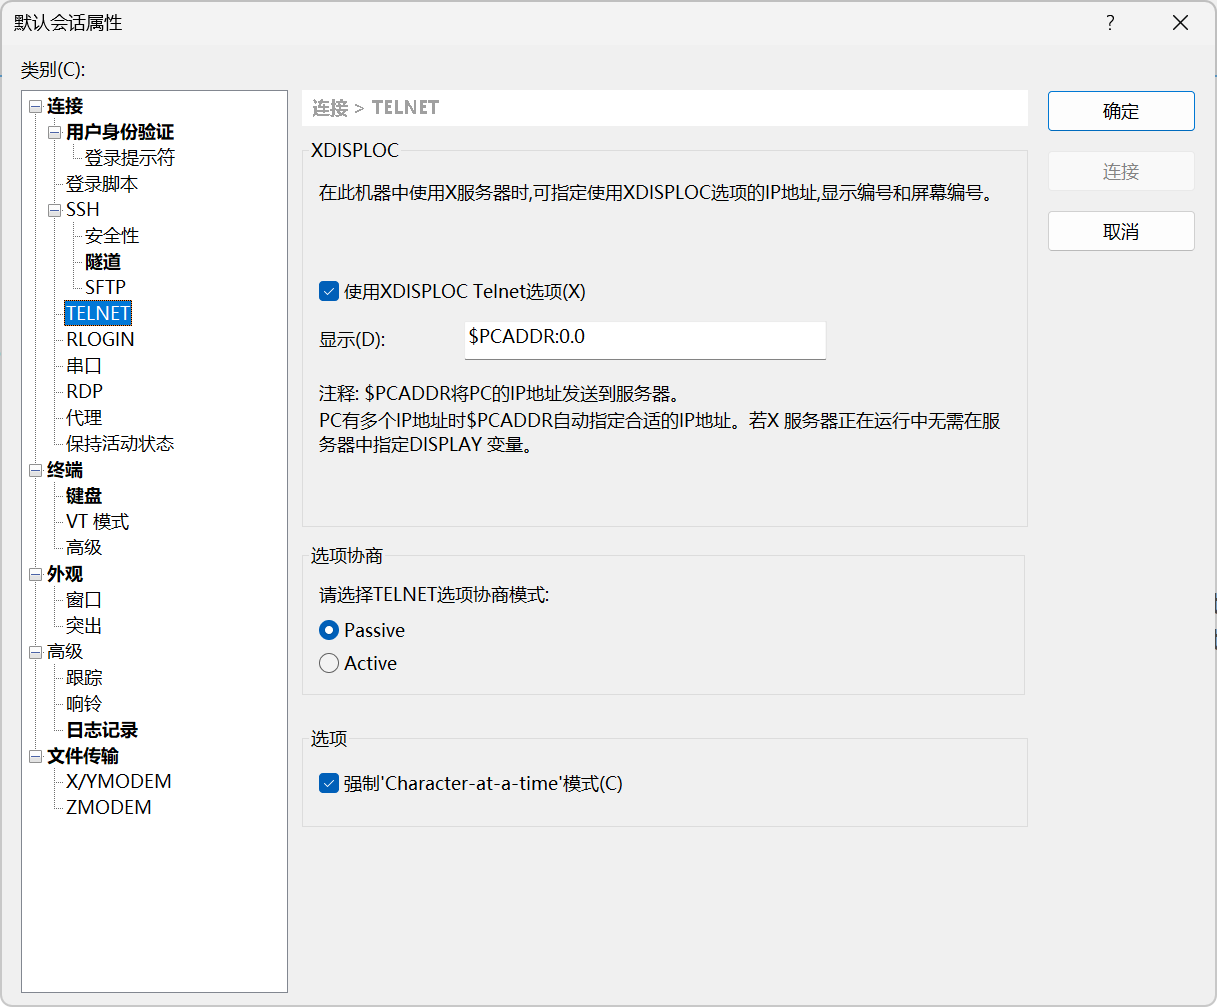 默认会话属性
类别(C):
连接
用户身份验证
登录提示符
登录脚本
SSH
安全性
隧道
SFTP
TELNET
RLOGIN
串口
RDP
代理
保持活动状态
终端
键盘
VT 模式
高级
外观
窗口
突出
高级
跟踪
响铃
日志记录
文件传输
X/YMODEM
ZMODEM
连接 > TELNET
XDISPLOC
在此机器中使用X服务器时,可指定使用XDISPLOC选项的IP地址,显示编号和屏幕编号。
使用XDISPLOC Telnet选项(X)
显示(D):
$PCADDR:0.0
注释: $PCADDR将PC的IP地址发送到服务器。
PC有多个IP地址时$PCADDR自动指定合适的IP地址。若X 服务器正在运行中无需在服
务器中指定DISPLAY 变量。
选项协商
请选择TELNET选项协商模式:
Passive
Active
选项
强制'Character-at-a-time'模式(C)
确定
连接
取消